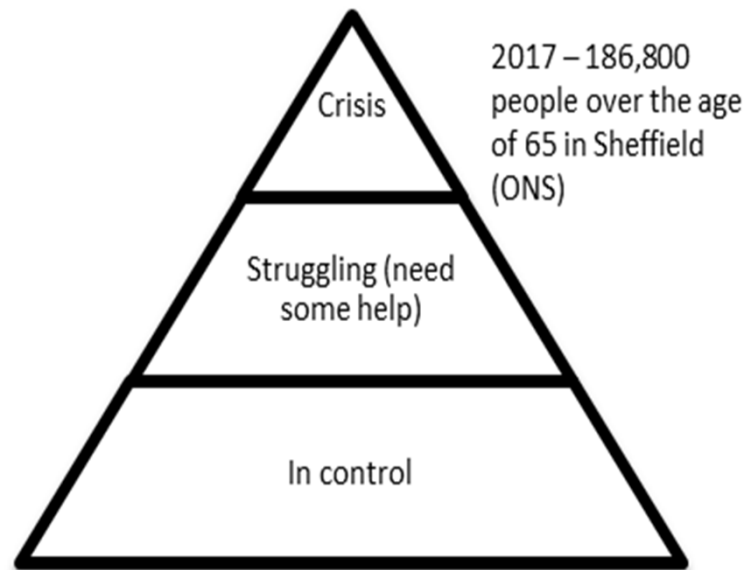 Crisis
2017 – 186,800
people over the age
of 65 in Sheffield
(ONS)
Struggling (need
some help)
In control